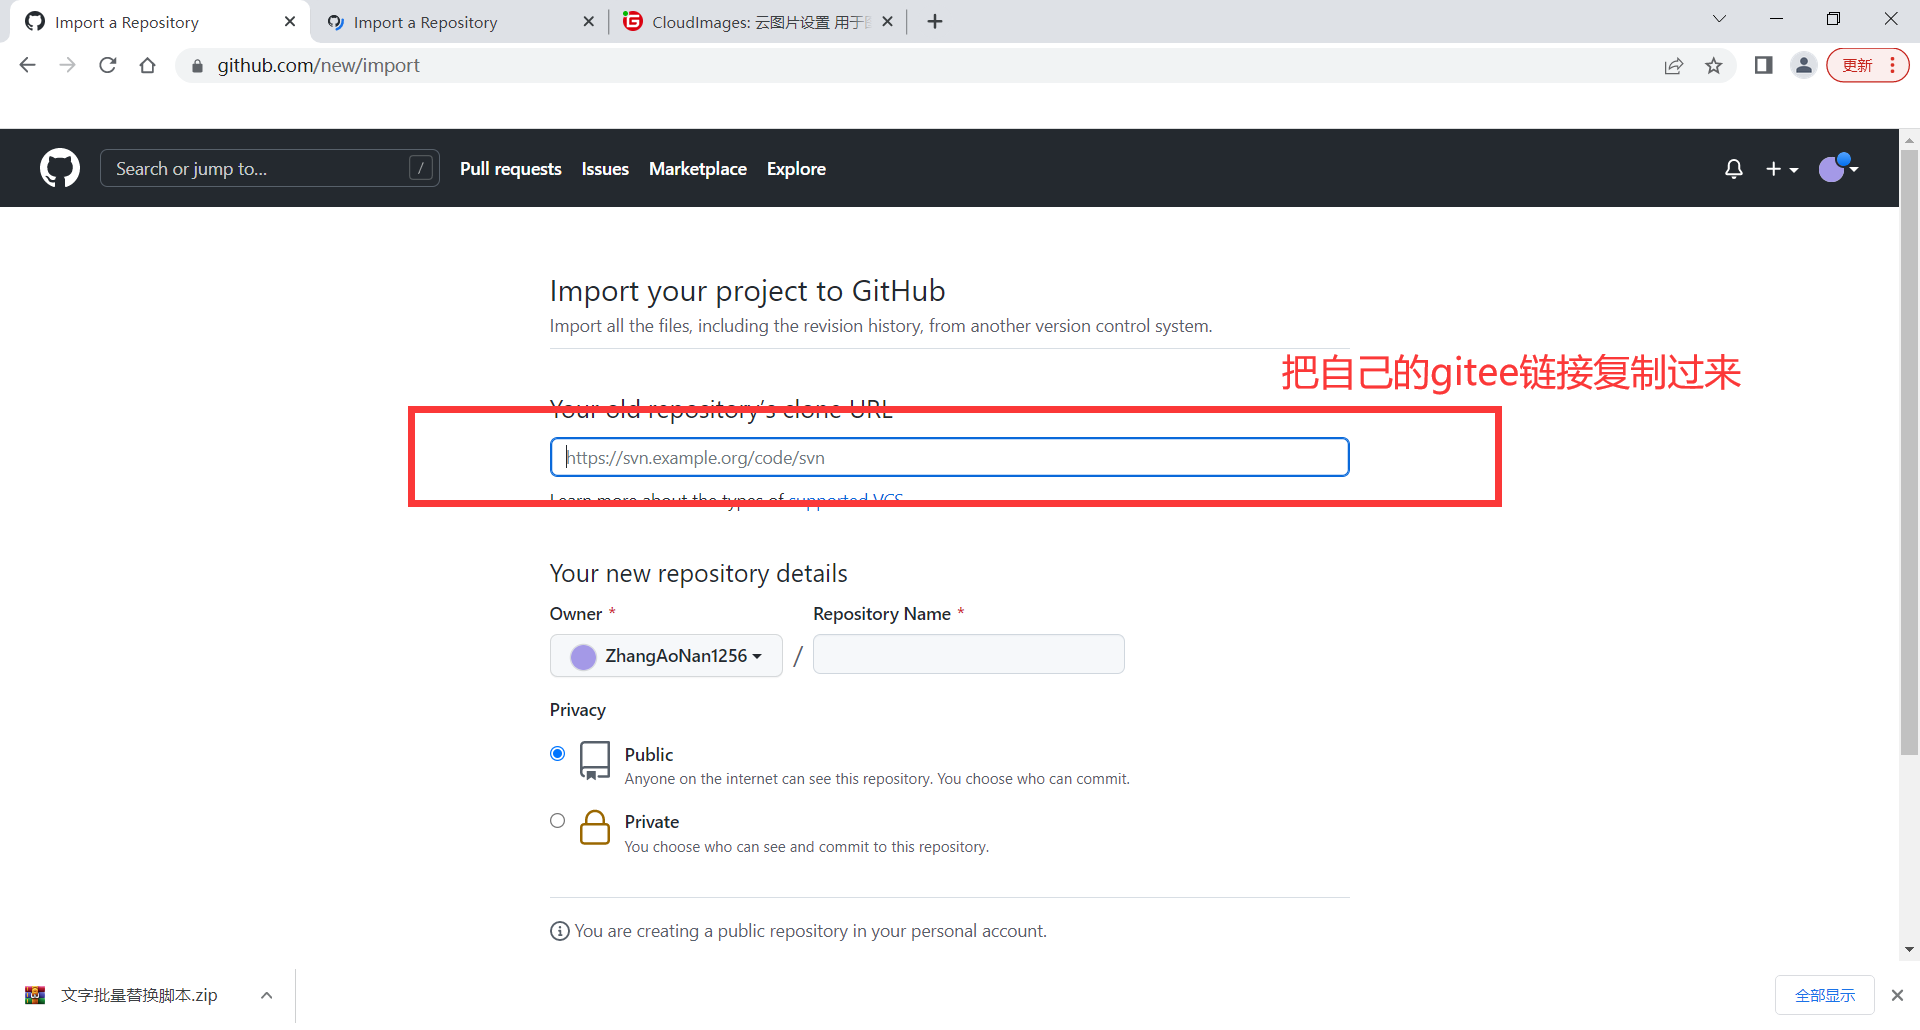 Import a Repository
Import a Repository
CloudImages: 云图片设置 用于
github.com/new/import
更新
Search or jump to...
/
Pull requests
Issues
Marketplace
Explore
Import your project to GitHub
Import all the files, including the revision history, from another version control system.
把自己的gitee链接复制过来
Your old repository's clone URL
https://svn.example.org/code/svn
Learn more about the types of supported VCS
Your new repository details
Owner *
Repository Name *
ZhangAoNan1256
/
Privacy
Public
Anyone on the internet can see this repository. You choose who can commit.
Private
You choose who can see and commit to this repository.
You are creating a public repository in your personal account.
文字批量替换脚本.zip
全部显示